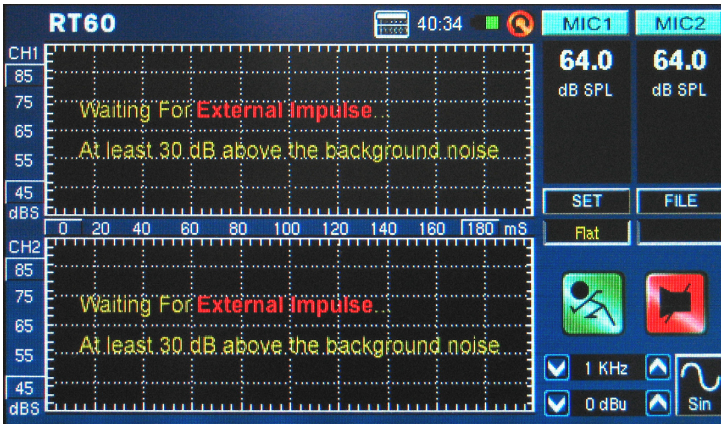 RT60 40:34 MIC1 MIC2
CH1
85
75
65
55
45
dBS
Waiting For External Impulse...
At least 30 dB above the background noise
64.0 64.0
dB SPL dB SPL
SET FILE
Flat
0 20 40 60 80 100 120 140 160 180 mS
CH2
85
75
65
55
45
dBS
Waiting For External Impulse...
At least 30 dB above the background noise
1 KHz
0 dBu
Sin